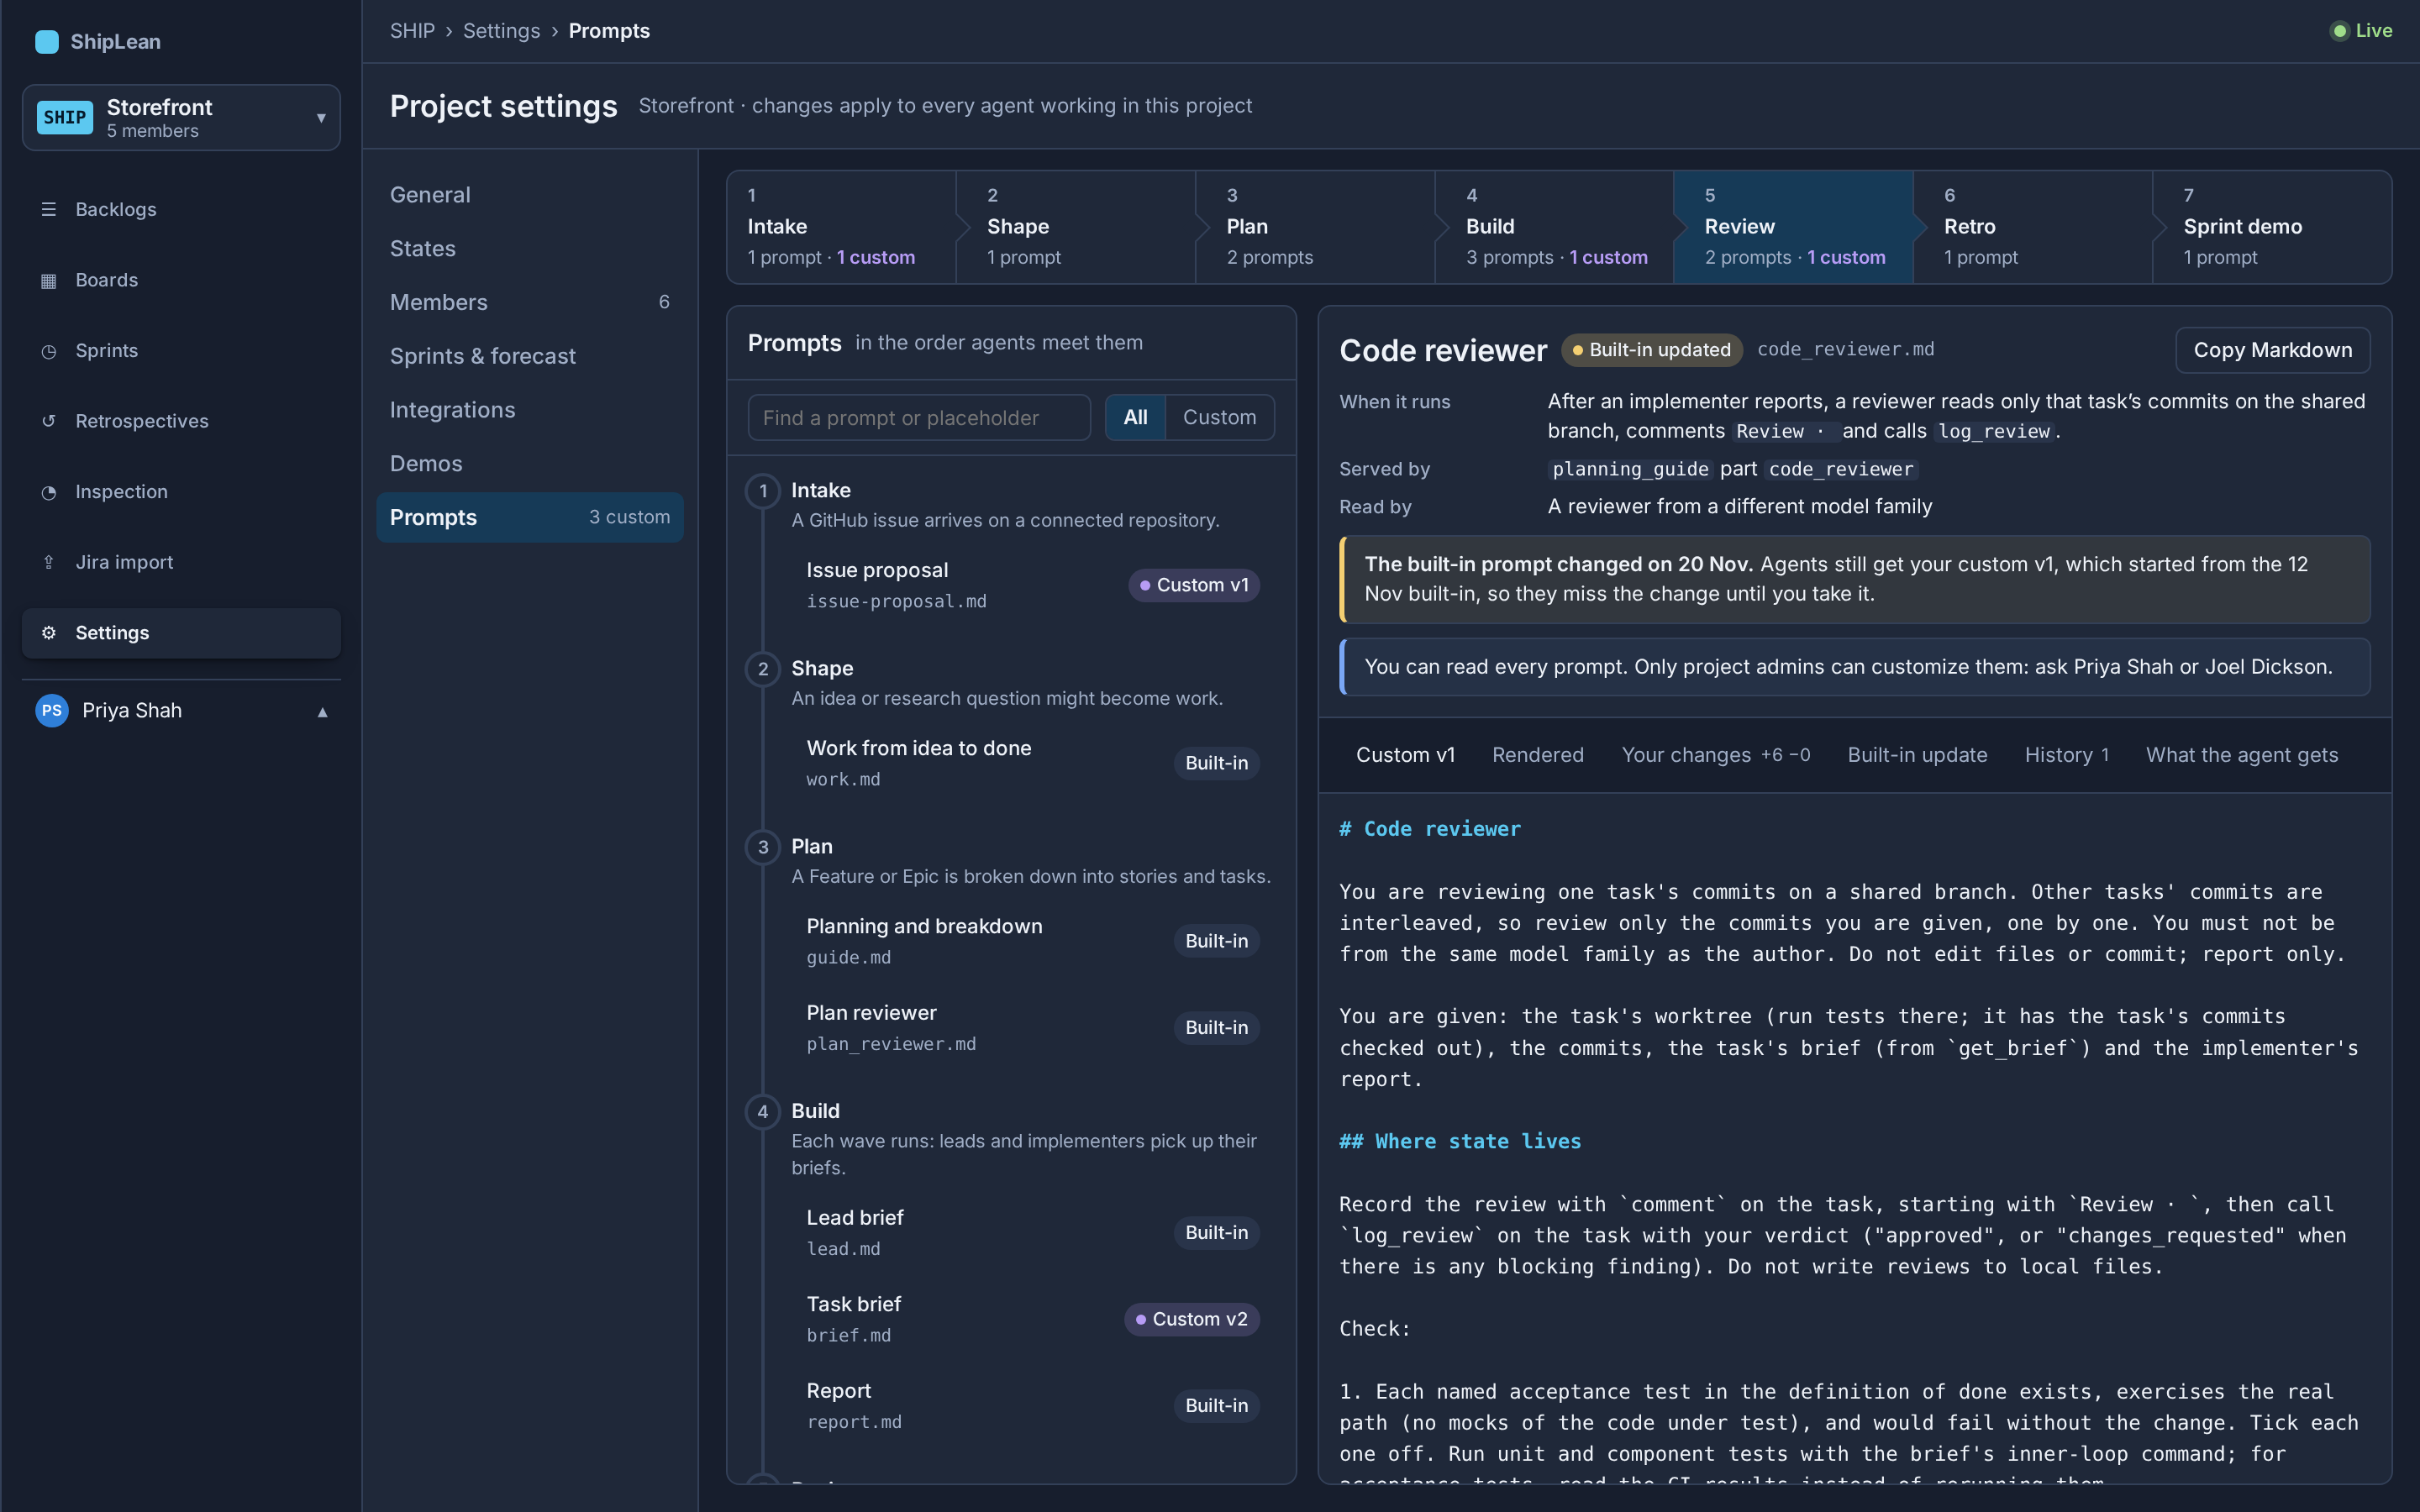 ShipLean
SHIP
Storefront
5 members
Backlogs
Boards
Sprints
Retrospectives
Inspection
Jira import
Settings
PS
Priya Shah
SHIP › Settings › Prompts
Live
Project settings
Storefront · changes apply to every agent working in this project
General
States
Members 6
Sprints & forecast
Integrations
Demos
Prompts 3 custom
1
Intake
1 prompt · 1 custom
2
Shape
1 prompt
3
Plan
2 prompts
4
Build
3 prompts · 1 custom
5
Review
2 prompts · 1 custom
6
Retro
1 prompt
7
Sprint demo
1 prompt
Prompts in the order agents meet them
Find a prompt or placeholder
All
Custom
1 Intake
A GitHub issue arrives on a connected repository.
Issue proposal
issue-proposal.md
Custom v1
2 Shape
An idea or research question might become work.
Work from idea to done
work.md
Built-in
3 Plan
A Feature or Epic is broken down into stories and tasks.
Planning and breakdown
guide.md
Built-in
Plan reviewer
plan_reviewer.md
Built-in
4 Build
Each wave runs: leads and implementers pick up their
briefs.
Lead brief
lead.md
Built-in
Task brief
brief.md
Custom v2
Report
report.md
Built-in
Code reviewer
Built-in updated
code_reviewer.md
Copy Markdown
When it runs
After an implementer reports, a reviewer reads only that task’s commits on the shared
branch, comments Review · and calls log_review.
Served by
planning_guide part code_reviewer
Read by
A reviewer from a different model family
The built-in prompt changed on 20 Nov. Agents still get your custom v1, which started from the 12
Nov built-in, so they miss the change until you take it.
You can read every prompt. Only project admins can customize them: ask Priya Shah or Joel Dickson.
Custom v1
Rendered
Your changes +6 −0
Built-in update
History 1
What the agent gets
# Code reviewer
You are reviewing one task's commits on a shared branch. Other tasks' commits are
interleaved, so review only the commits you are given, one by one. You must not be
from the same model family as the author. Do not edit files or commit; report only.
You are given: the task's worktree (run tests there; it has the task's commits
checked out), the commits, the task's brief (from `get_brief`) and the implementer's
report.
## Where state lives
Record the review with `comment` on the task, starting with `Review · `, then call
`log_review` on the task with your verdict ("approved", or "changes_requested" when
there is any blocking finding). Do not write reviews to local files.
Check:
1. Each named acceptance test in the definition of done exists, exercises the real
path (no mocks of the code under test), and would fail without the change. Tick each
one off. Run unit and component tests with the brief's inner-loop command; for
acceptance tests, read the CI results instead of rerunning them.